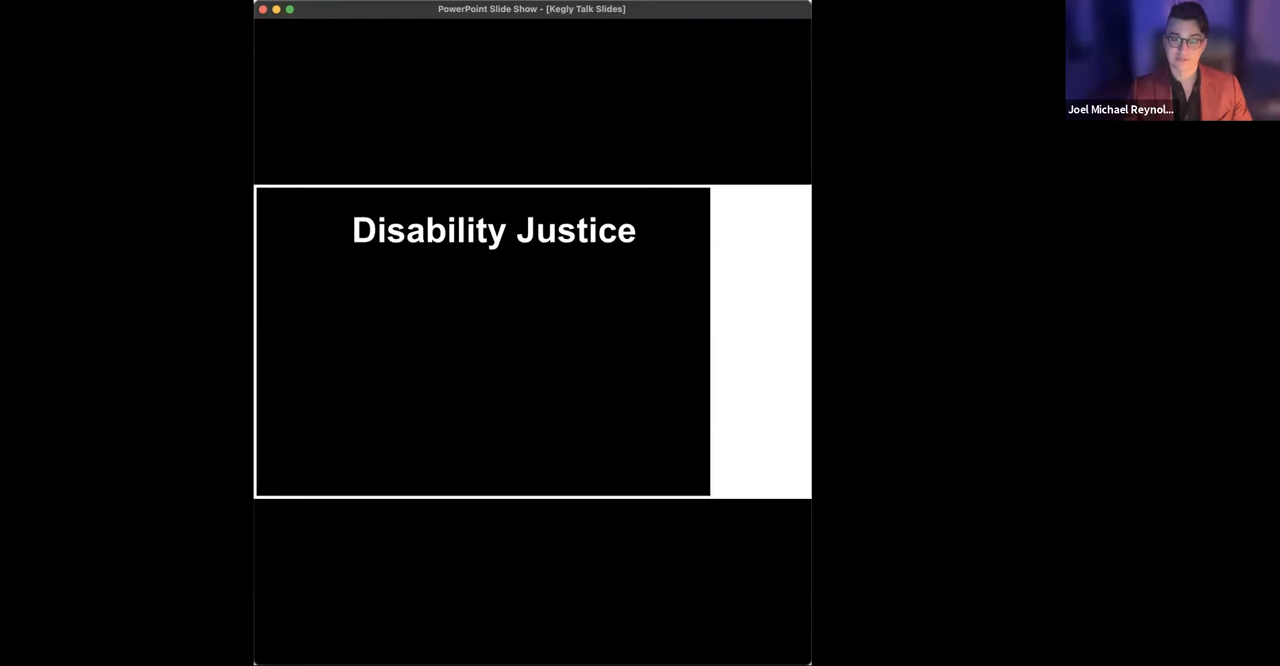 PowerPoint Slide Show - [Kegly Talk Slides]
Joel Michael Reynol...
Disability Justice